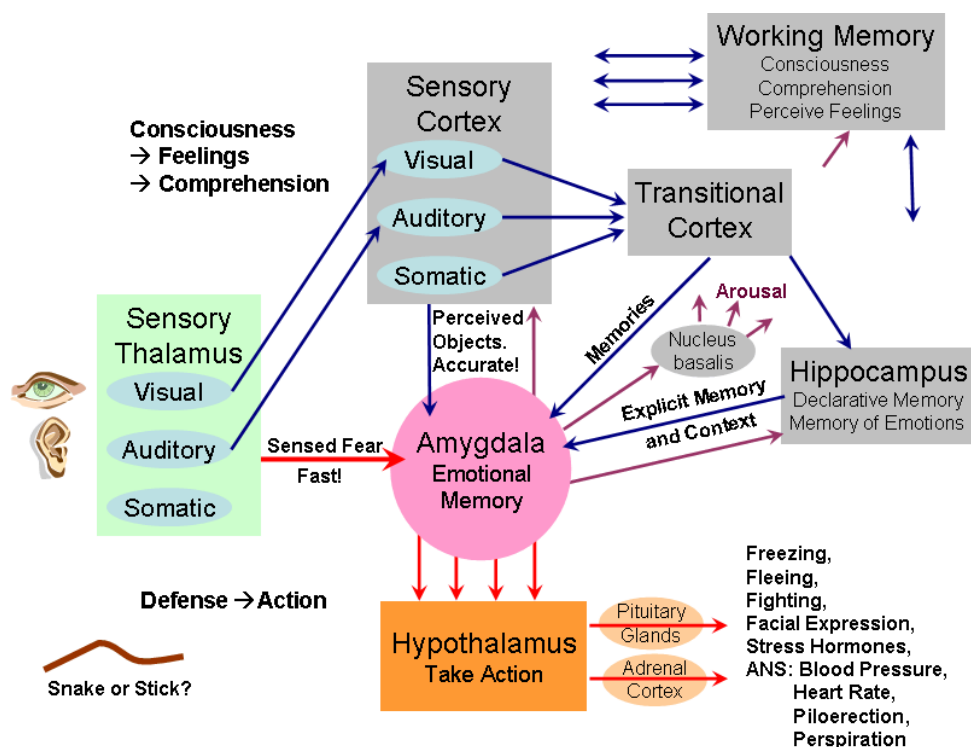 Working Memory
Consciousness
Comprehension
Perceive Feelings
Sensory
Cortex
Visual
Auditory
Somatic
Consciousness
→ Feelings
→ Comprehension
Transitional
Cortex
Sensory
Thalamus
Visual
Auditory
Somatic
Perceived
Objects.
Accurate!
Memories
Arousal
Nucleus
basalis
Hippocampus
Declarative Memory
Memory of Emotions
Explicit Memory
and Context
Sensed Fear
Fast!
Amygdala
Emotional
Memory
Defense →Action
Hypothalamus
Take Action
Pituitary
Glands
Adrenal
Cortex
Freezing,
Fleeing,
Fighting,
Facial Expression,
Stress Hormones,
ANS: Blood Pressure,
Heart Rate,
Piloerection,
Perspiration
Snake or Stick?